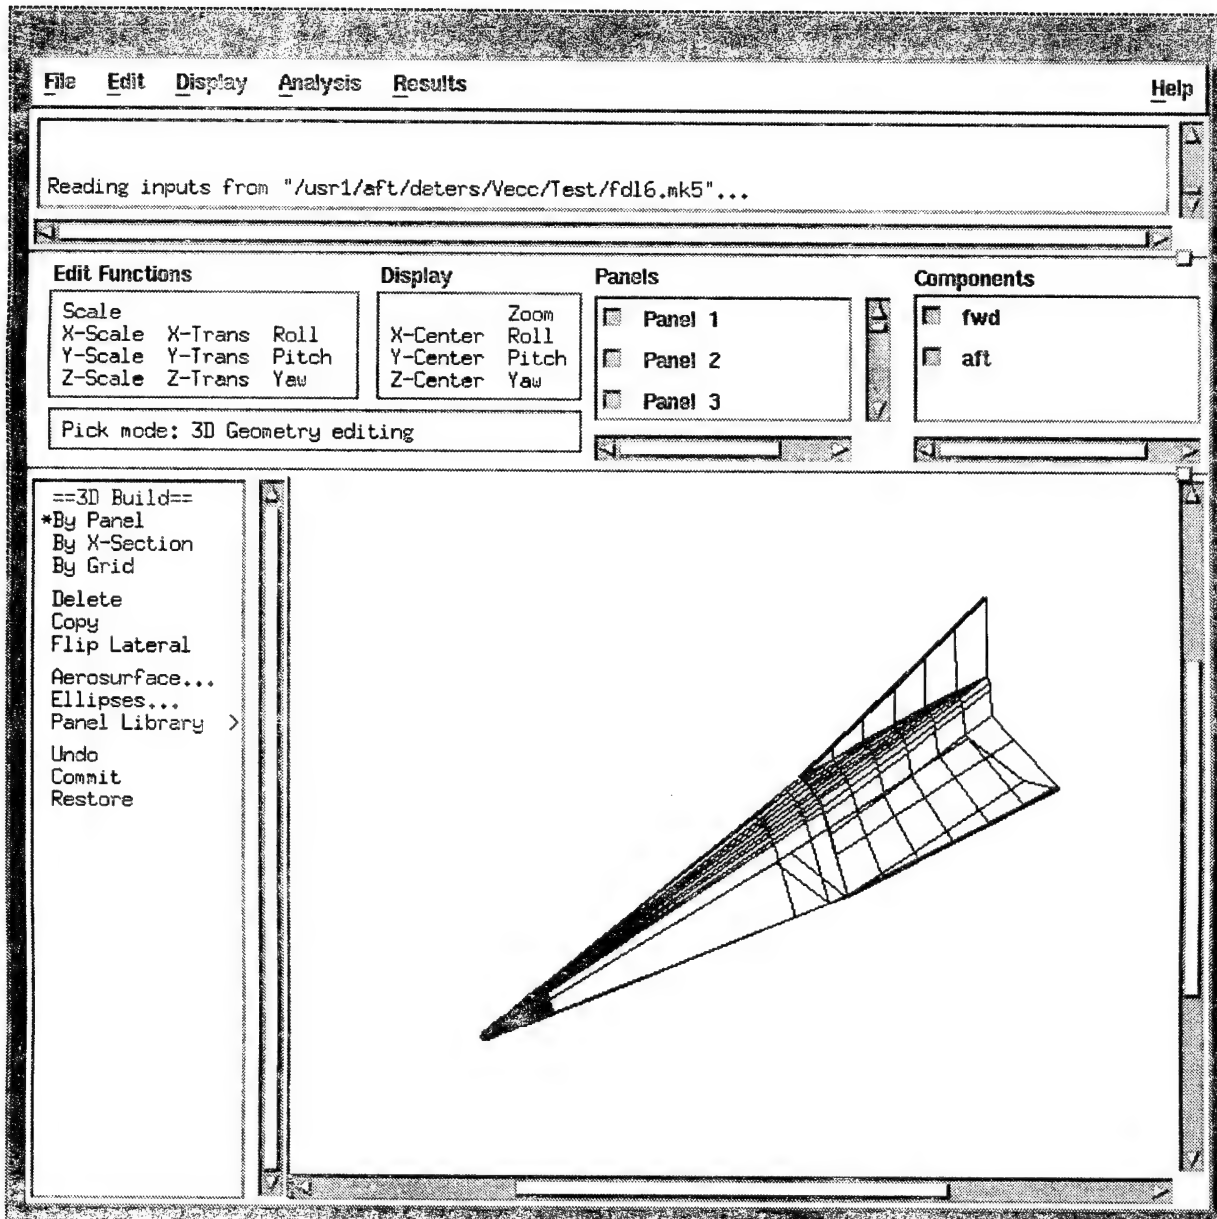 File Edit Display Analysis Results Help
Reading inputs from "/usr1/aft/deters/Vecc/Test/fdl6.mk5"...
Edit Functions
Scale
X-Scale X-Trans Roll
Y-Scale Y-Trans Pitch
Z-Scale Z-Trans Yaw
Pick mode: 3D Geometry editing
Display
Zoom
X-Center Roll
Y-Center Pitch
Z-Center Yaw
Panels
Panel 1
Panel 2
Panel 3
Components
fwd
aft
==3D Build==
*By Panel
By X-Section
By Grid
Delete
Copy
Flip Lateral
Aerosurface...
Ellipses...
Panel Library >
Undo
Commit
Restore